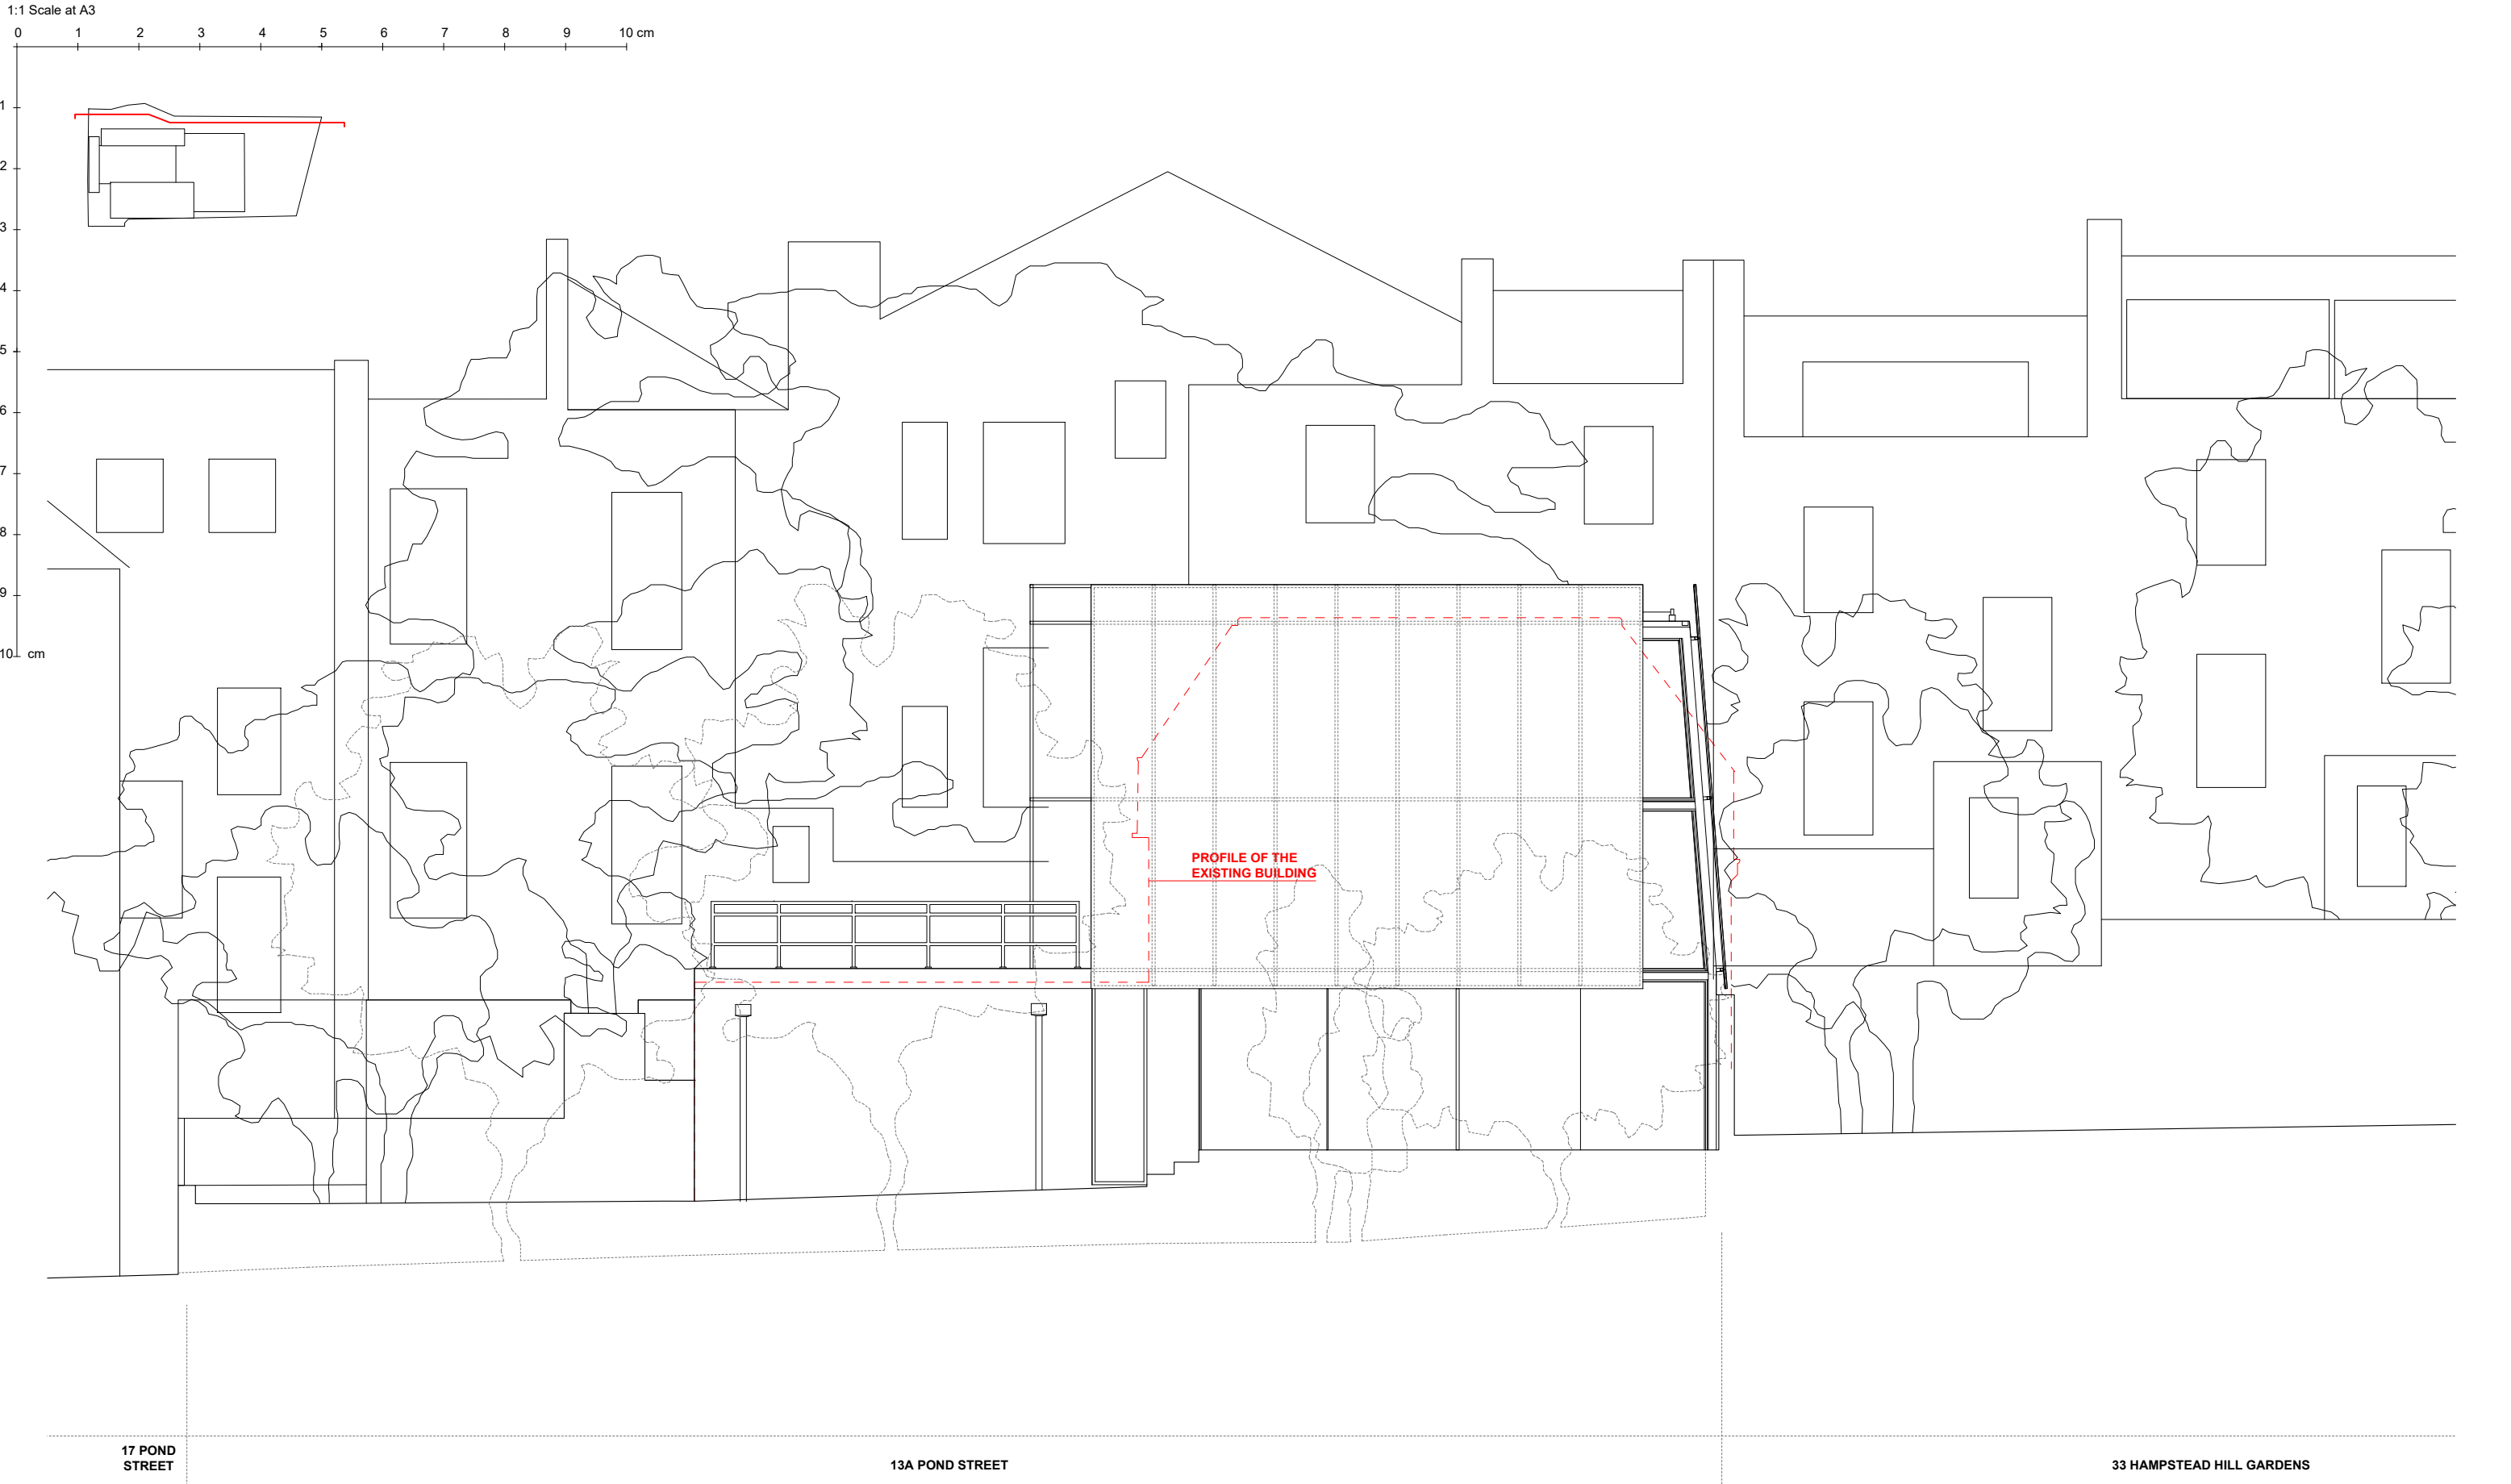 1:1 Scale at A3
0 1 2 3 4 5 6 7 8 9 10 cm
1
2
3
4
5
6
7
8
9
10 cm
PROFILE OF THE
EXISTING BUILDING
17 POND
STREET
13A POND STREET
33 HAMPSTEAD HILL GARDENS